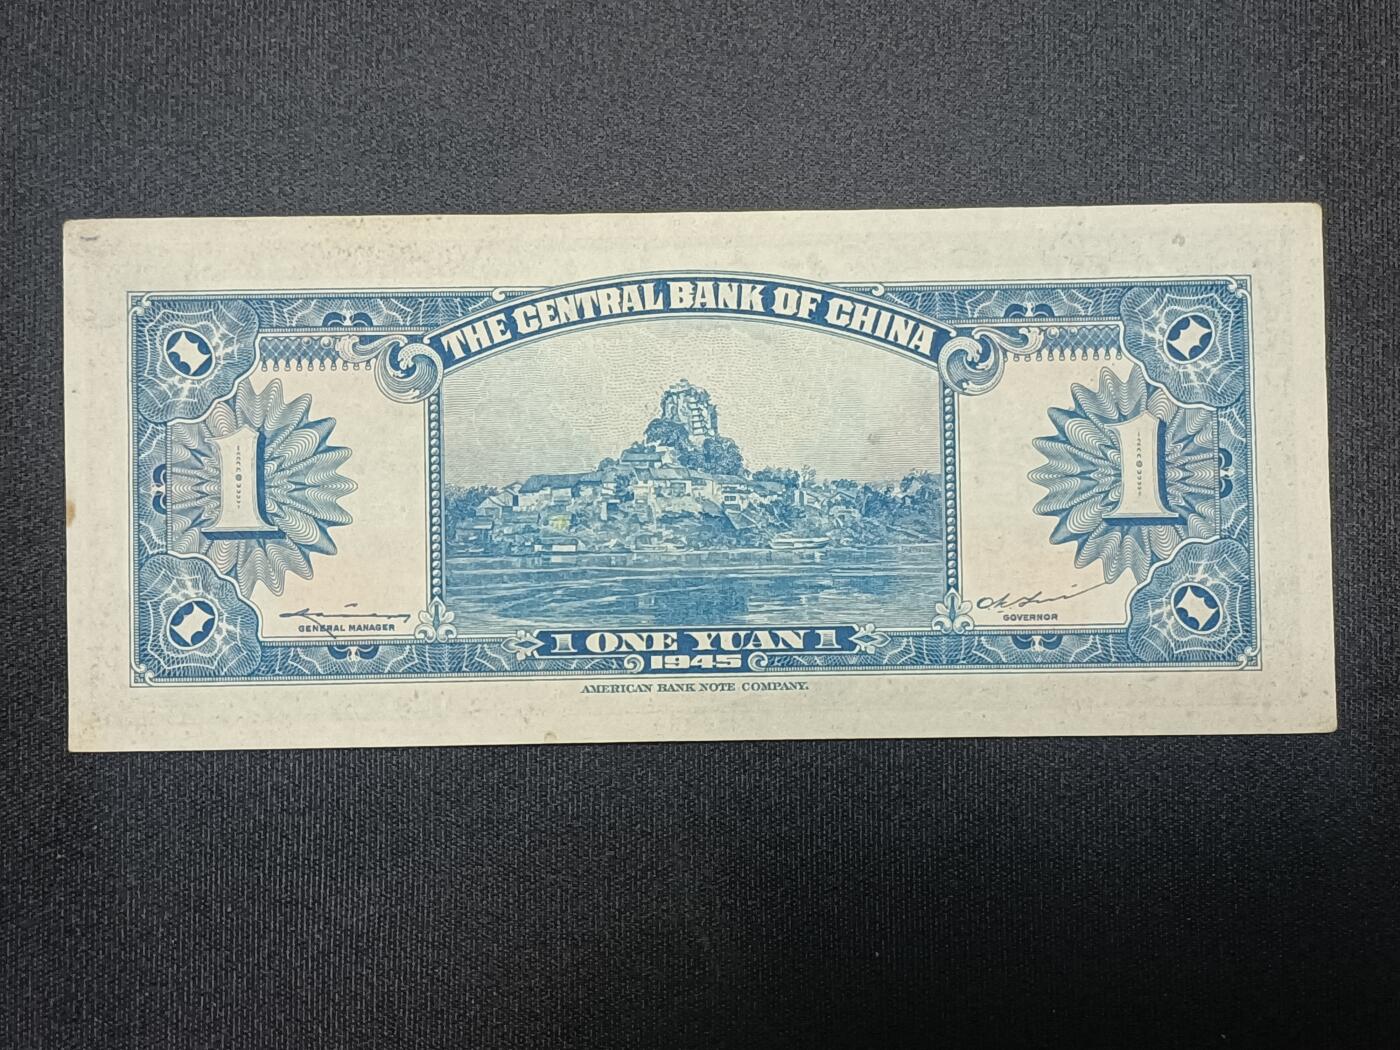 THE CENTRAL BANK OF CHINA
1
1
GENERAL MANAGER
GOVERNOR
1 ONE YUAN 1
1945
AMERICAN BANK NOTE COMPANY.